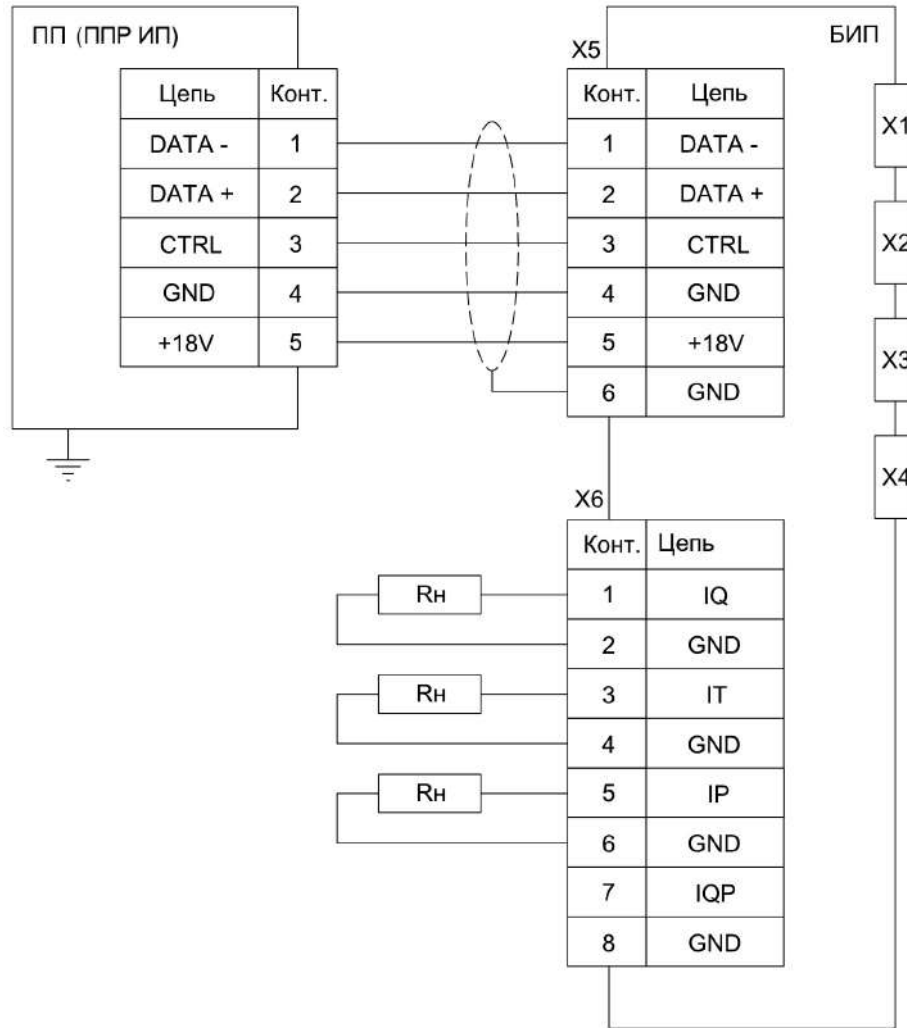 ПП (ППР ИП)
Цепь Конт.
DATA - 1
DATA + 2
CTRL 3
GND 4
+18V 5
БИП
X5
Конт. Цепь
1 DATA -
2 DATA +
3 CTRL
4 GND
5 +18V
6 GND
X1
X2
X3
X4
X6
Конт. Цепь
1 IQ
2 GND
3 IT
4 GND
5 IP
6 GND
7 IQP
8 GND
Rн
Rн
Rн